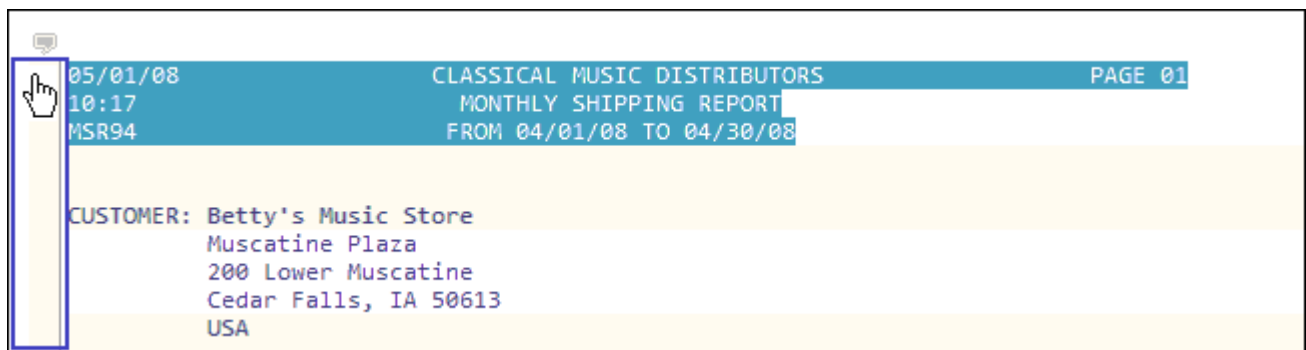 05/01/08 CLASSICAL MUSIC DISTRIBUTORS PAGE 01
10:17 MONTHLY SHIPPING REPORT
MSR94 FROM 04/01/08 TO 04/30/08
CUSTOMER: Betty's Music Store
Muscatine Plaza
200 Lower Muscatine
Cedar Falls, IA 50613
USA